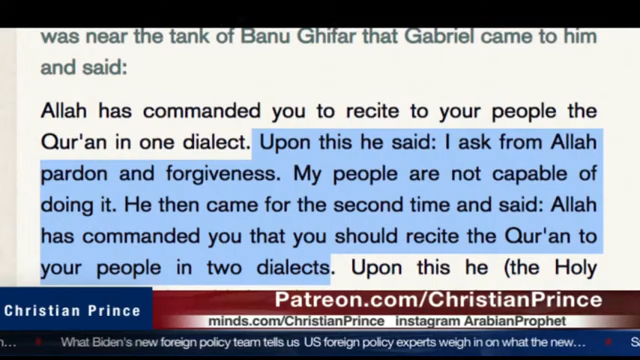 was near the tank of Banu Ghifar that Gabriel came to him
and said:
Allah has commanded you to recite to your people the
Qur'an in one dialect. Upon this he said: I ask from Allah
pardon and forgiveness. My people are not capable of
doing it. He then came for the second time and said: Allah
has commanded you that you should recite the Qur'an to
your people in two dialects. Upon this he (the Holy
Christian Prince
Patreon.com/ChristianPrince
minds.com/ChristianPrince instagram ArabianProphet
What Biden's new foreign policy team tells us US foreign policy experts weigh in on what the new...